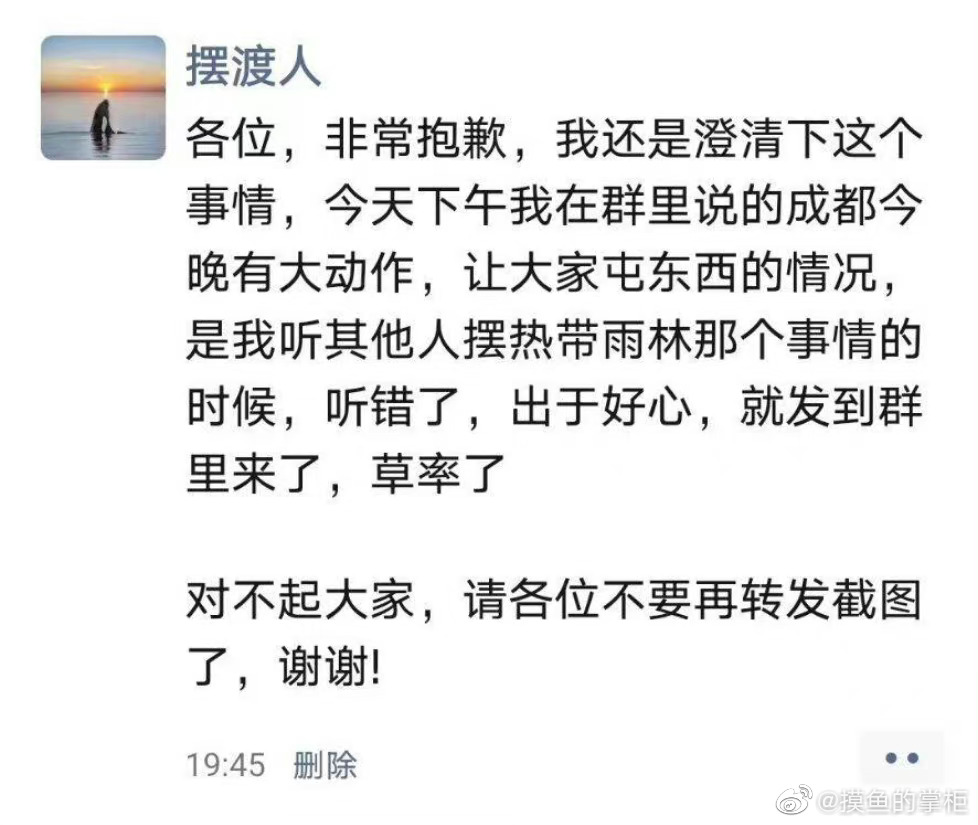 摆渡人
各位，非常抱歉，我还是澄清下这个
事情，今天下午我在群里说的成都今
晚有大动作，让大家屯东西的情况，
是我听其他人摆热带雨林那个事情的
时候，听错了，出于好心，就发到群
里来了，草率了
对不起大家，请各位不要再转发截图
了，谢谢!
19:45 删除
@摸鱼的掌柜